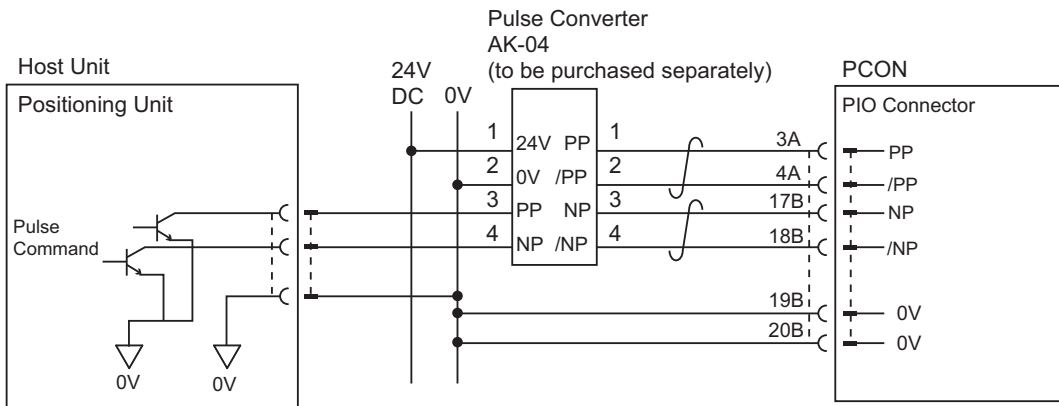 Pulse Converter
AK-04
(to be purchased separately)
Host Unit
24V
DC
0V
PCON
Positioning Unit
PIO Connector
1
24V
PP
1
3A
PP
2
0V
/PP
2
4A
/PP
3
PP
NP
3
17B
NP
4
NP
/NP
4
18B
/NP
Pulse
Command
19B
0V
20B
0V
0V
0V